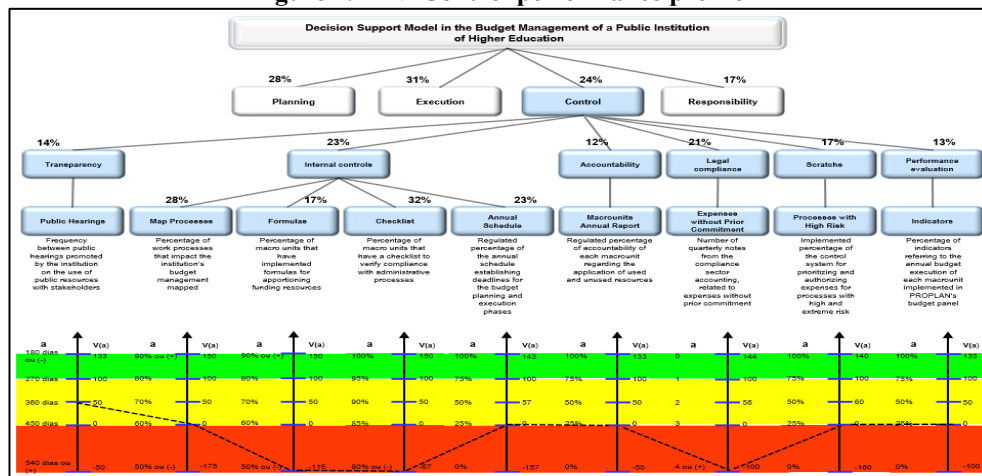 Decision Support Model in the Budget Management of a Public Institution
of Higher Education
28% 31% 24% 17%
Planning Execution Control Responsibility
14% 23% 12% 21% 17% 13%
Transparency Internal controls Accountability Legal compliance Scratchs Performance evaluation
28% 17% 32% 23%
Public Hearings
Map Processes
Formulas
Checklist
Annual Schedule
Macrounits Annual Report
Expenses without Prior Commitment
Processes with High Risk
Indicators
Frequency
between public
hearings promoted
by the institution
on the use of
public resources
with stakeholders
Percentage of
work processes
that impact the
institution's
budget
management
mapped
Percentage of
macro units that
have
implemented
formulas for
apportioning
funding resources
Percentage of
macro units that
have a checklist to
verify compliance
with administrative
processes
Regulated
percentage of
the annual
schedule
establishing
deadlines for
the budget
planning and
execution
phases
Regulated percentage
of accountability of
each macrounit
regarding the
application of used
and unused resources
Number of
quarterly notes
from the
compliance
sector
accounting,
related to
expenses without
prior commitment
Implemented
percentage of
the control
system for
prioritizing and
authorizing
expenses for
processes with
high and
extreme risk
Percentage of
indicators
referring to the
annual budget
execution of
each macrounit
implemented in
PROPLAN's
budget panel
a V(a) a V(a) a V(a) a V(a) a V(a) a V(a) a V(a) a V(a) a V(a)
180 dias ou (-) 133 90% ou (+) 150 90% ou (+) 150 100% 150 100% 143 100% 133 0 144 100% 140 100% 133
270 dias 100 80% 100 80% 100 95% 100 75% 100 75% 100 1 100 75% 100 75% 100
360 dias 50 70% 50 70% 50 90% 50 50% 57 50% 50 2 56 50% 60 50% 50
450 dias 0 60% 0 60% 0 85% 0 25% 0 25% 0 3 0 25% 0 25% 0
540 dias ou (+) -50 50% ou (-) -175 50% ou (-) -116 80% ou (-) -87 0% -157 0% -50 4 ou (+) -100 0% -160 0% -100